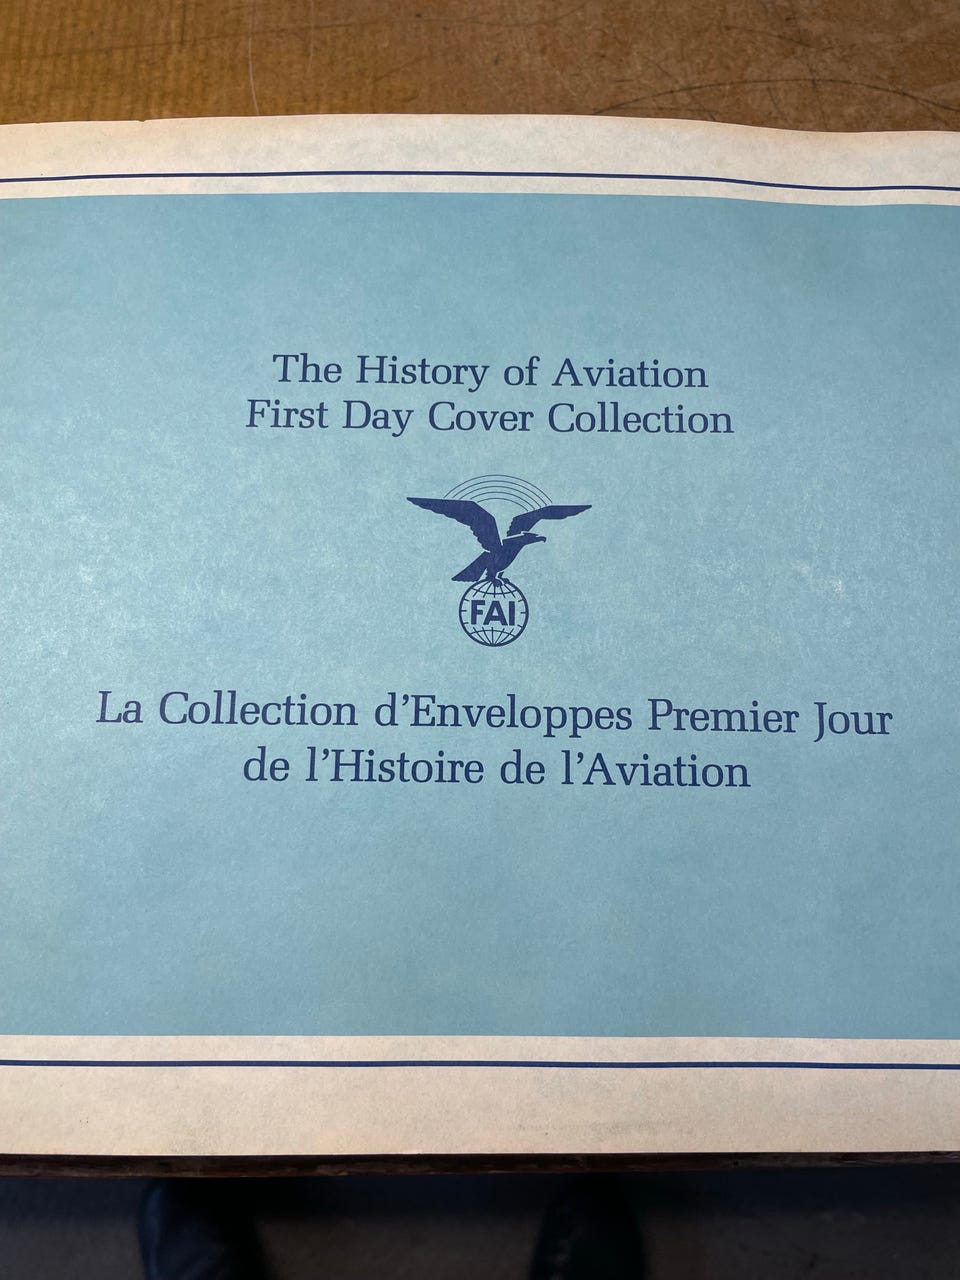 The History of Aviation
First Day Cover Collection
FAI
La Collection d’Enveloppes Premier Jour
de l’Histoire de l’Aviation